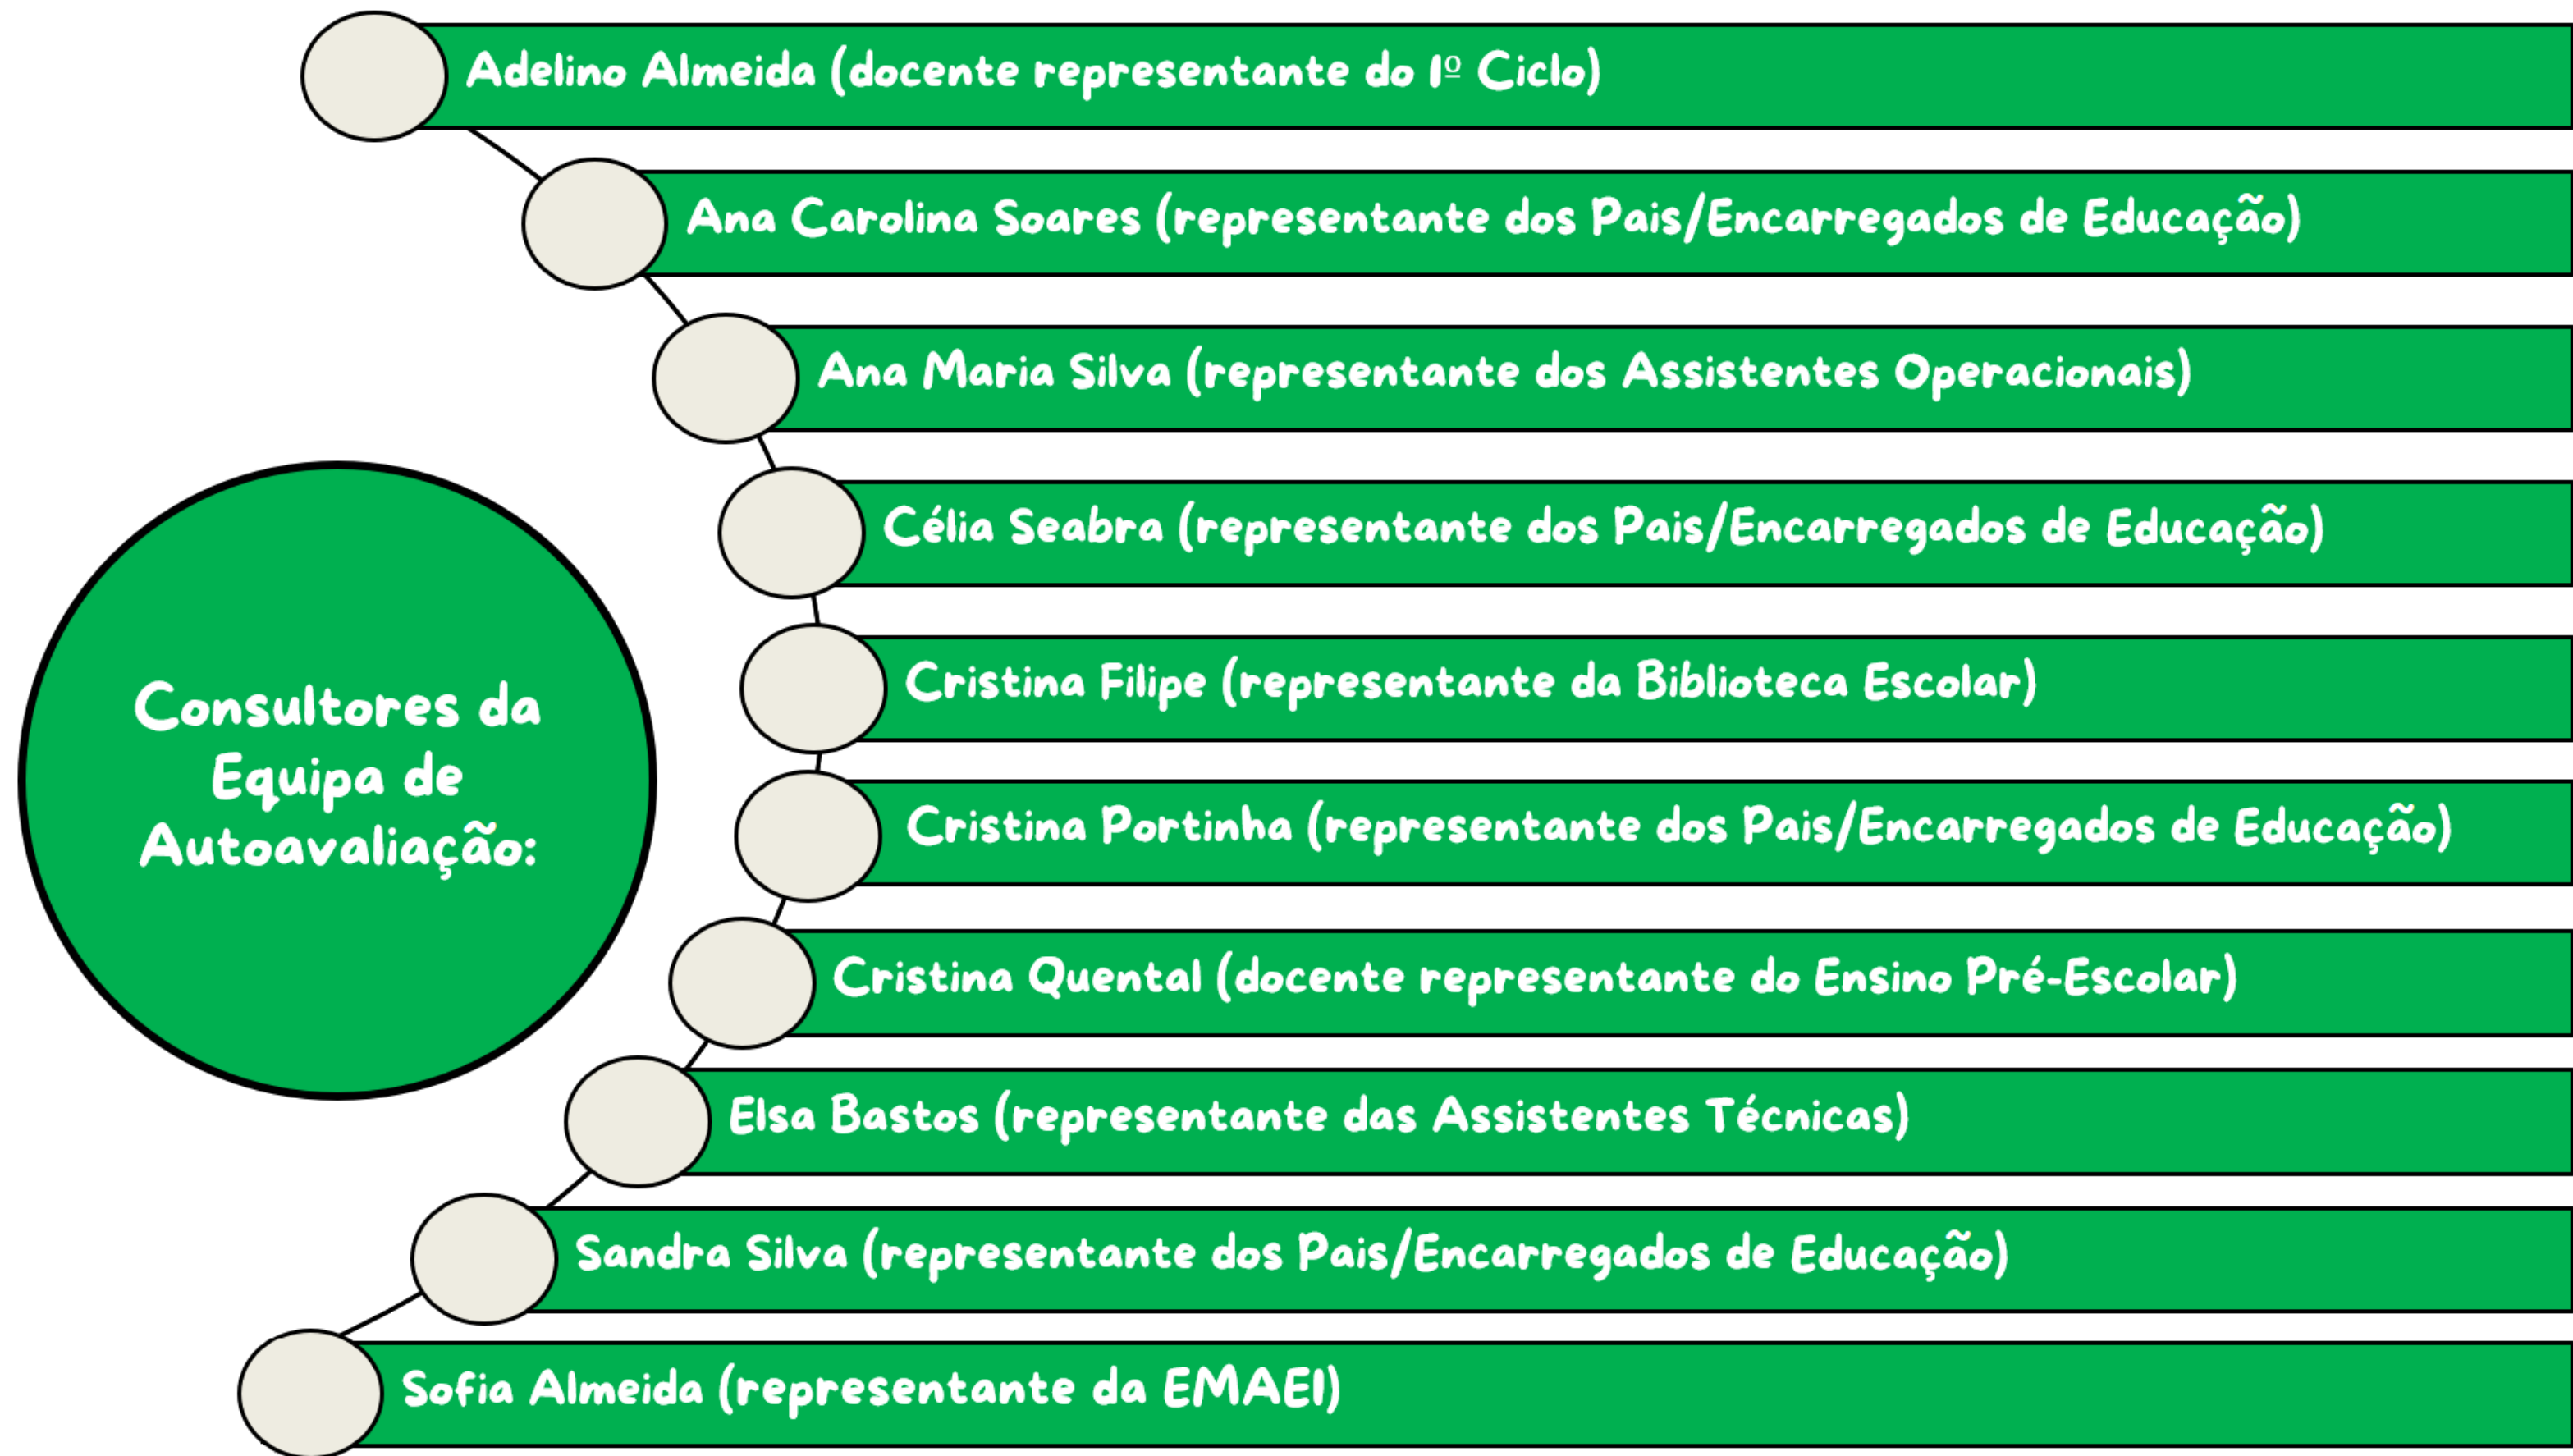 Adelino Almeida (docente representante do 1º Ciclo)
Ana Carolina Soares (representante dos Pais/Encarregados de Educação)
Ana Maria Silva (representante dos Assistentes Operacionais)
Célia Seabra (representante dos Pais/Encarregados de Educação)
Cristina Filipe (representante da Biblioteca Escolar)
Cristina Portinha (representante dos Pais/Encarregados de Educação)
Cristina Quental (docente representante do Ensino Pré-Escolar)
Elsa Bastos (representante das Assistentes Técnicas)
Sandra Silva (representante dos Pais/Encarregados de Educação)
Sofia Almeida (representante da EMAEI)
Consultores da
Equipa de
Autoavaliação: